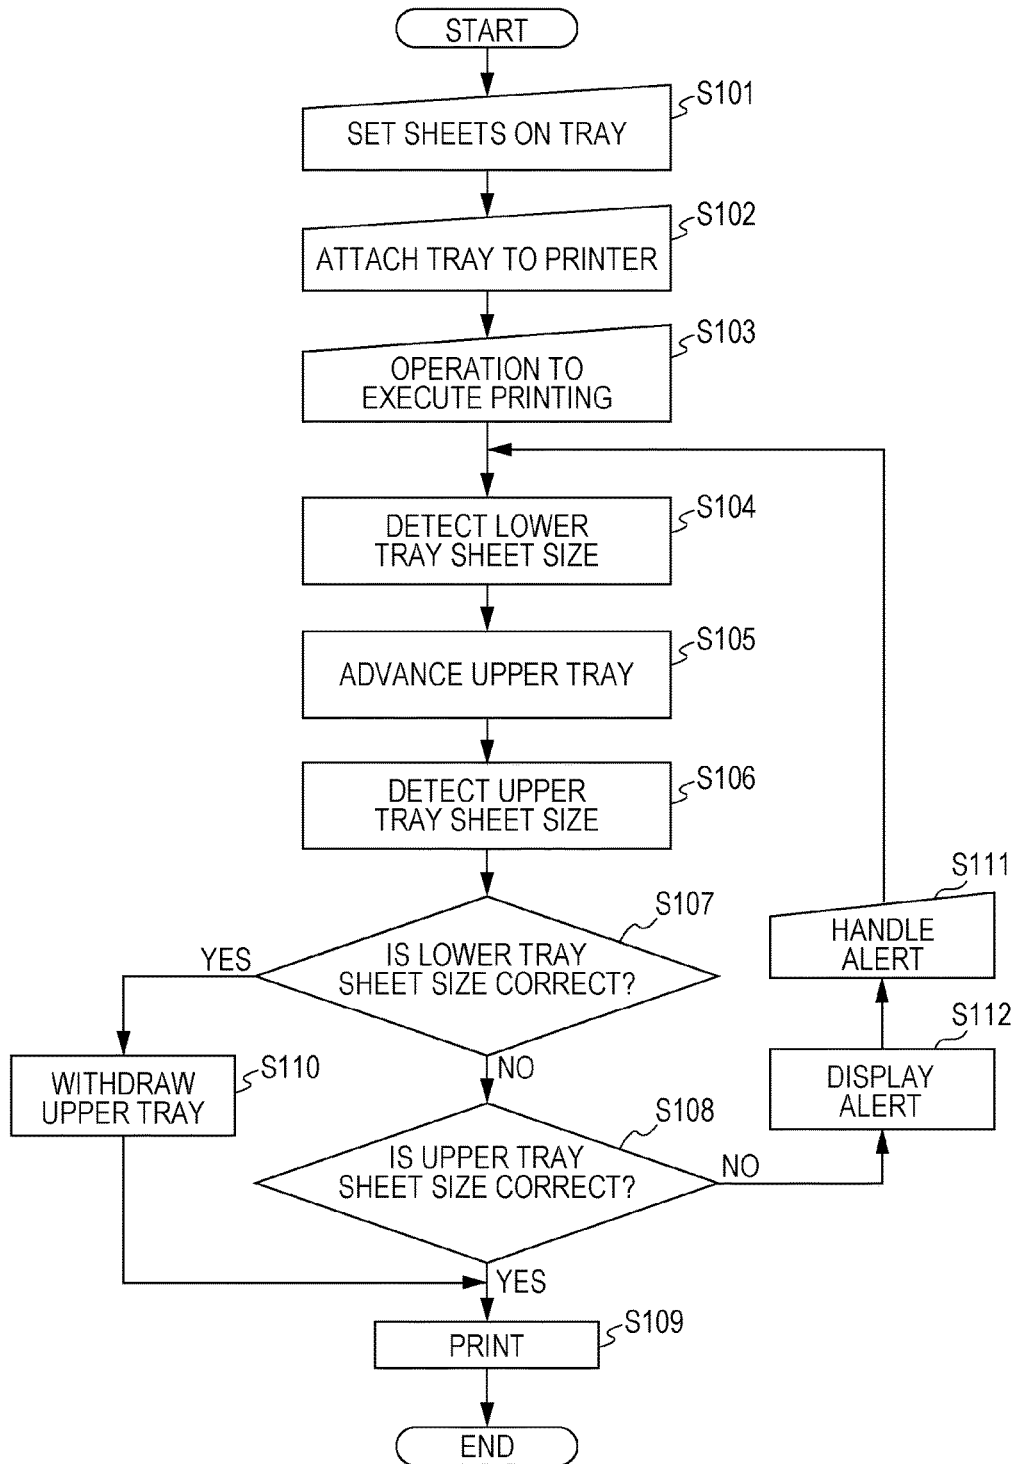 START
S101
SET SHEETS ON TRAY
S102
ATTACH TRAY TO PRINTER
S103
OPERATION TO
EXECUTE PRINTING
S104
DETECT LOWER
TRAY SHEET SIZE
S105
ADVANCE UPPER TRAY
S106
DETECT UPPER
TRAY SHEET SIZE
S107
IS LOWER TRAY
SHEET SIZE CORRECT?
YES
NO
S110
WITHDRAW
UPPER TRAY
S108
IS UPPER TRAY
SHEET SIZE CORRECT?
NO
S112
DISPLAY
ALERT
S111
HANDLE
ALERT
YES
S109
PRINT
END